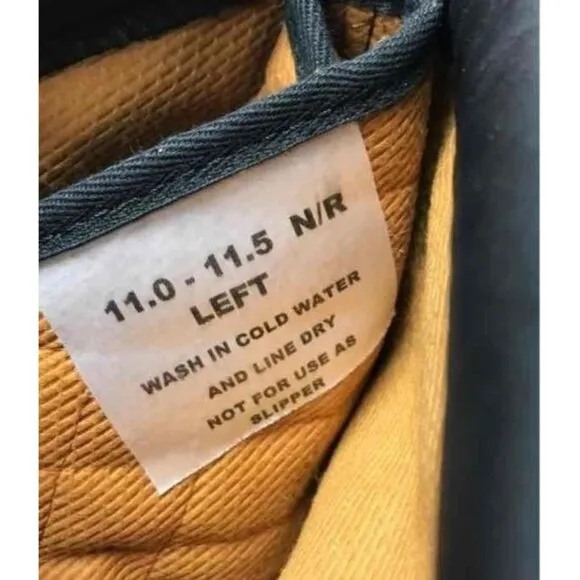 11.0 - 11.5 N/R
LEFT
WASH IN COLD WATER
AND LINE DRY
NOT FOR USE AS
SLIPPER